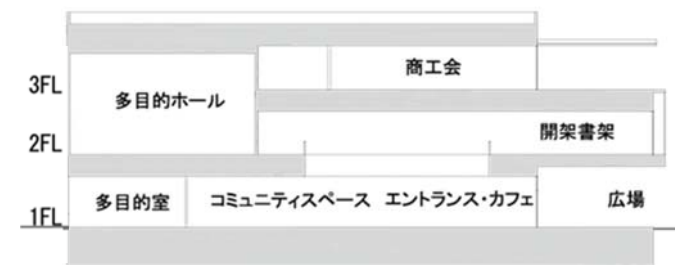 商工会
3FL
多目的ホール
開架書架
2FL
多目的室 コミュニティスペース エントランス・カフェ 広場
1FL